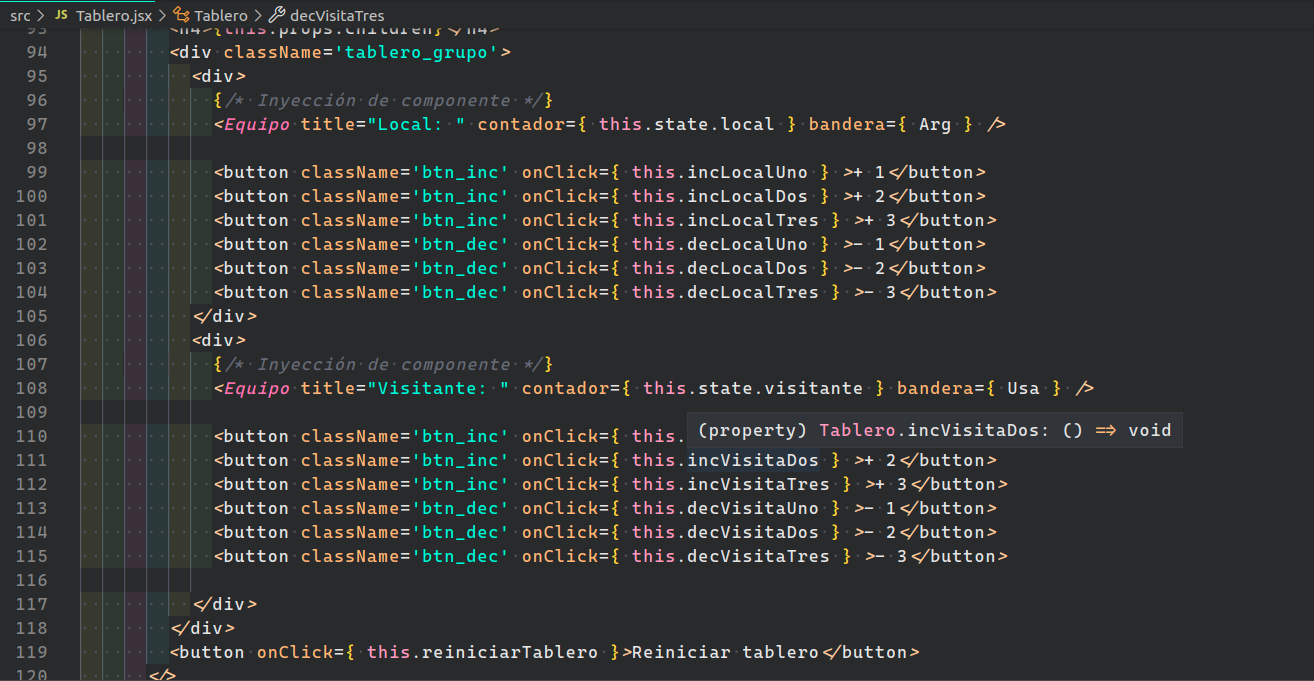 src > JS Tablero.jsx > Tablero > decVisitaTres
93 <h4>{this.props.children}</h4>
94 <div className='tablero_grupo'>
95 <div>
96 {/* Inyección de componente */}
97 <Equipo title="Local: " contador={ this.state.local } bandera={ Arg } />
98
99 <button className='btn_inc' onClick={ this.incLocalUno } >+ 1</button>
100 <button className='btn_inc' onClick={ this.incLocalDos } >+ 2</button>
101 <button className='btn_inc' onClick={ this.incLocalTres } >+ 3</button>
102 <button className='btn_dec' onClick={ this.decLocalUno } >- 1</button>
103 <button className='btn_dec' onClick={ this.decLocalDos } >- 2</button>
104 <button className='btn_dec' onClick={ this.decLocalTres } >- 3</button>
105 </div>
106 <div>
107 {/* Inyección de componente */}
108 <Equipo title="Visitante: " contador={ this.state.visitante } bandera={ Usa } />
109
110 <button className='btn_inc' onClick={ this.
(property) Tablero.incVisitaDos: () => void
111 <button className='btn_inc' onClick={ this.incVisitaDos } >+ 2</button>
112 <button className='btn_inc' onClick={ this.incVisitaTres } >+ 3</button>
113 <button className='btn_dec' onClick={ this.decVisitaUno } >- 1</button>
114 <button className='btn_dec' onClick={ this.decVisitaDos } >- 2</button>
115 <button className='btn_dec' onClick={ this.decVisitaTres } >- 3</button>
116
117 </div>
118 </div>
119 <button onClick={ this.reiniciarTablero }>Reiniciar tablero</button>
120 </>